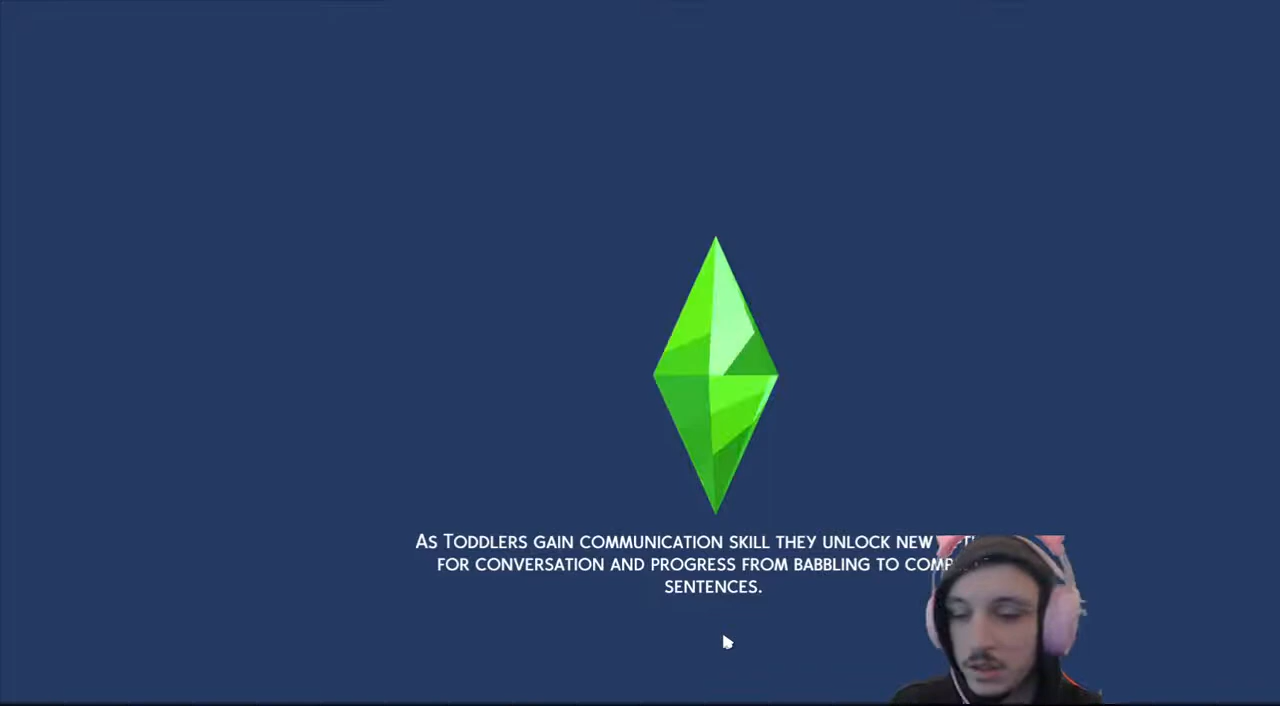 As Toddlers gain communication skill they unlock new
for conversation and progress from babbling to
sentences.